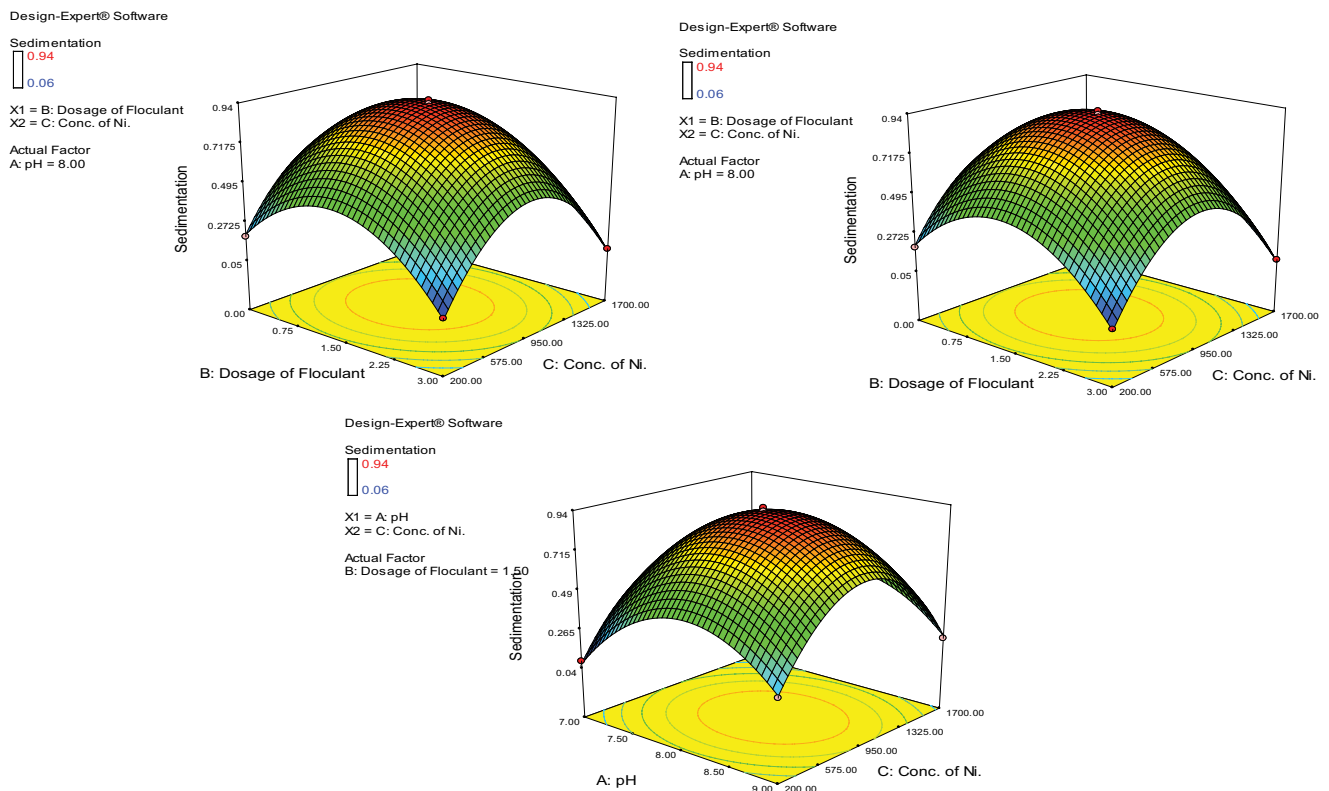 Design-Expert® Software
Sedimentation
0.94
0.06
X1 = B: Dosage of Floculant
X2 = C: Conc. of Ni.
Actual Factor
A: pH = 8.00
0.94
0.7175
0.495
0.2725
0.05
Sedimentation
0.00
0.75
1.50
2.25
3.00
B: Dosage of Floculant
200.00
575.00
950.00
1325.00
1700.00
C: Conc. of Ni.
Design-Expert® Software
Sedimentation
0.94
0.06
X1 = B: Dosage of Floculant
X2 = C: Conc. of Ni.
Actual Factor
A: pH = 8.00
0.94
0.7175
0.495
0.2725
0.05
Sedimentation
0.00
0.75
1.50
2.25
3.00
B: Dosage of Floculant
200.00
575.00
950.00
1325.00
1700.00
C: Conc. of Ni.
Design-Expert® Software
Sedimentation
0.94
0.06
X1 = A: pH
X2 = C: Conc. of Ni.
Actual Factor
B: Dosage of Floculant = 1.50
0.94
0.715
0.49
0.265
0.04
Sedimentation
7.00
7.50
8.00
8.50
9.00
A: pH
200.00
575.00
950.00
1325.00
1700.00
C: Conc. of Ni.